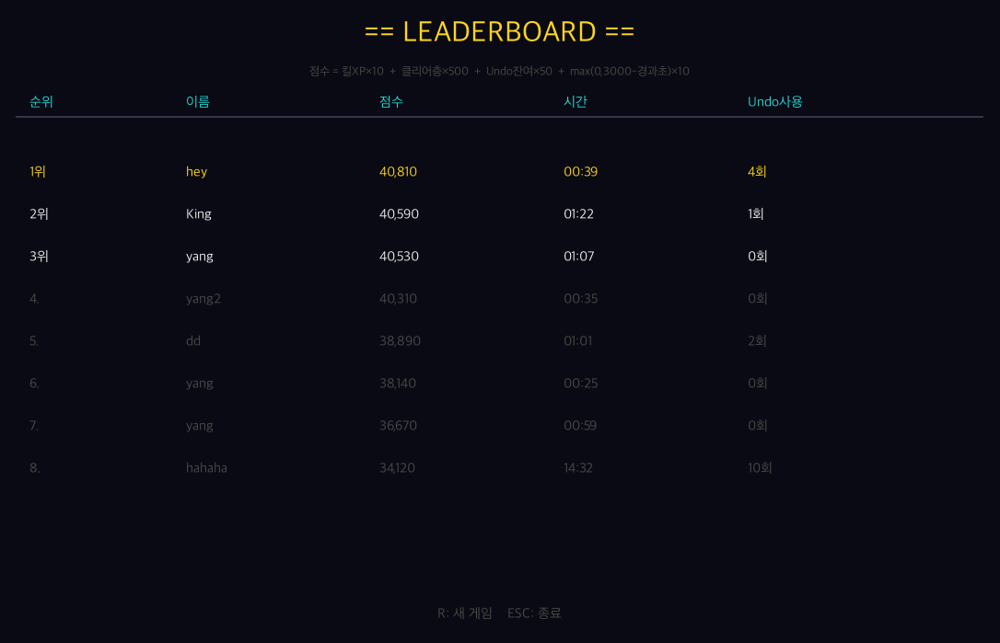 == LEADERBOARD ==
점수 = 킬XP×10 + 클리어층×500 + Undo잔여×50 + max(0,3000-경과초)×10
순위 이름 점수 시간 Undo사용
1위 hey 40,810 00:39 4회
2위 King 40,590 01:22 1회
3위 yang 40,530 01:07 0회
4. yang2 40,310 00:35 0회
5. dd 38,890 01:01 2회
6. yang 38,140 00:25 0회
7. yang 36,670 00:59 0회
8. hahaha 34,120 14:32 10회
R: 새 게임 ESC: 종료